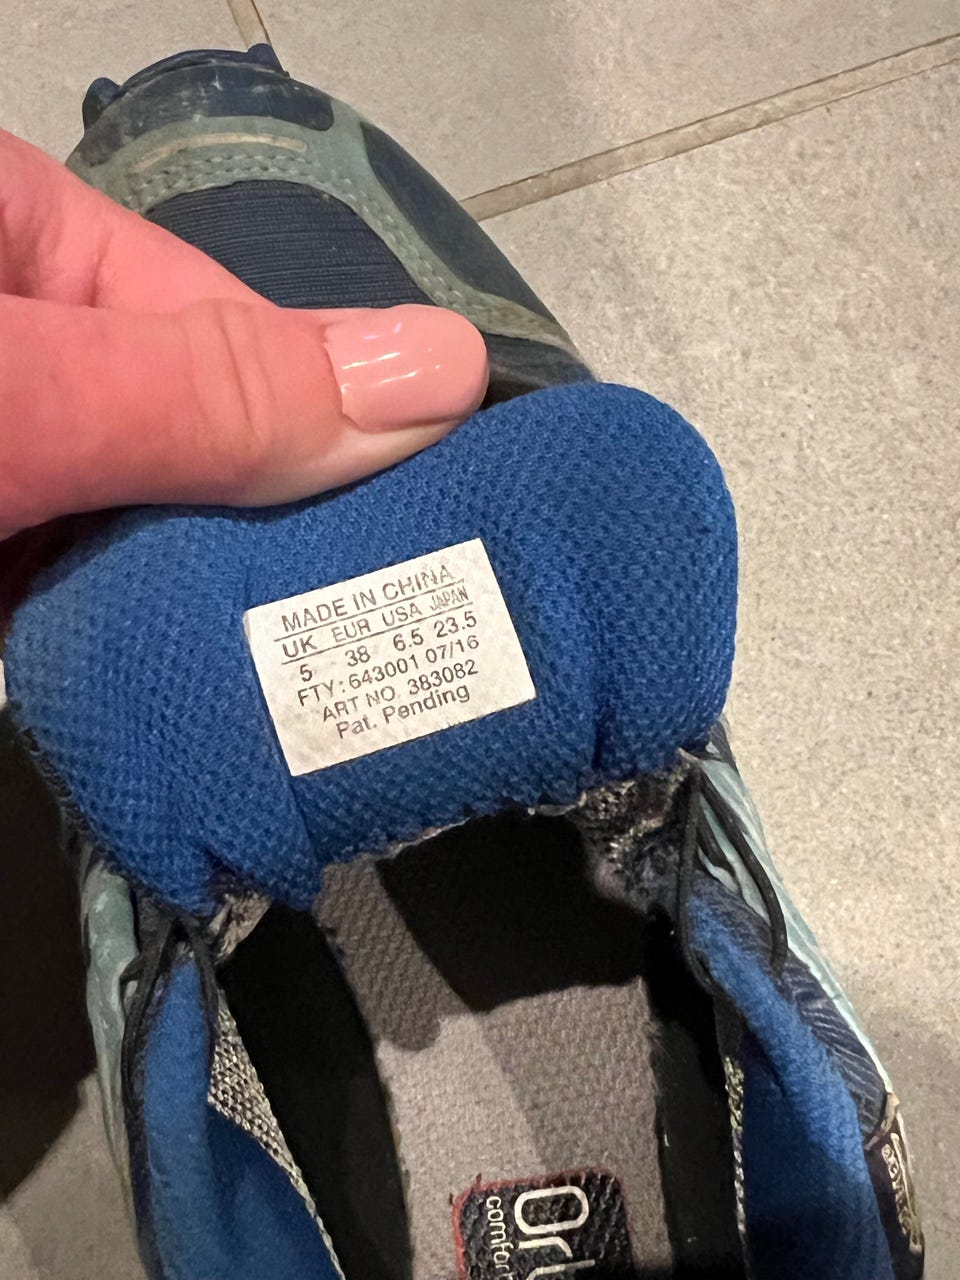 MADE IN CHINA
UK EUR USA JAPAN
5 38 6.5 23.5
FTY: 643001 07/16
ART NO 383082
Pat. Pending